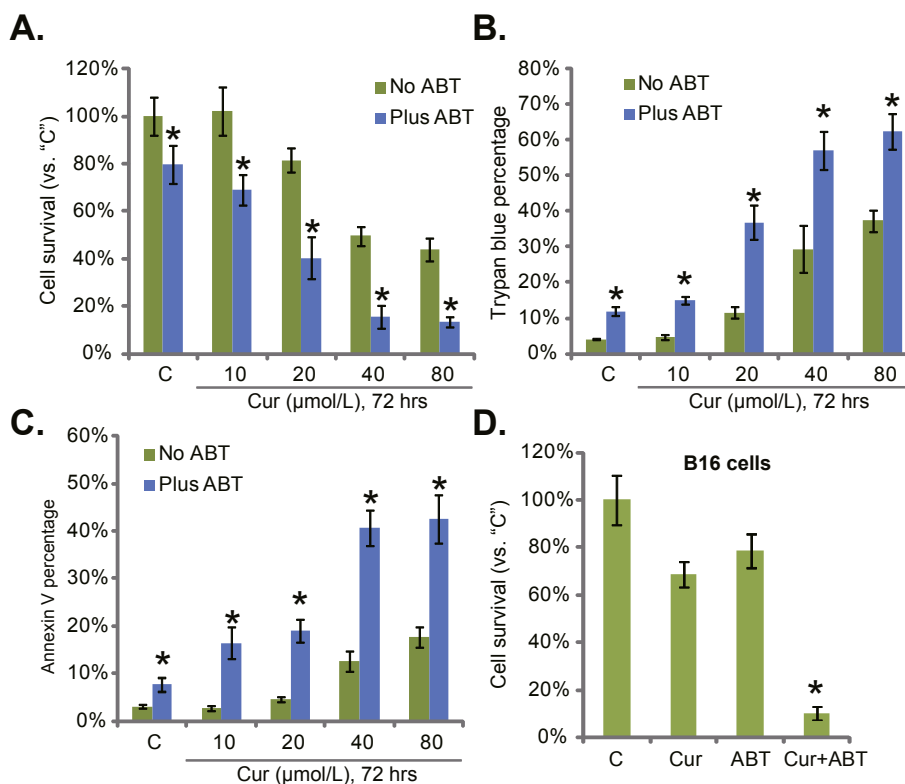 A.
Cell survival (vs. “C”)
120%
100%
80%
60%
40%
20%
0%
No ABT
Plus ABT
* * * * *
C 10 20 40 80
Cur (µmol/L), 72 hrs
B.
Trypan blue percentage
80%
70%
60%
50%
40%
30%
20%
10%
0%
No ABT
Plus ABT
* * * * *
C 10 20 40 80
Cur (µmol/L), 72 hrs
C.
Annexin V percentage
60%
50%
40%
30%
20%
10%
0%
No ABT
Plus ABT
* * * * *
C 10 20 40 80
Cur (µmol/L), 72 hrs
D.
Cell survival (vs. “C”)
120%
100%
80%
60%
40%
20%
0%
B16 cells
*
C Cur ABT Cur+ABT